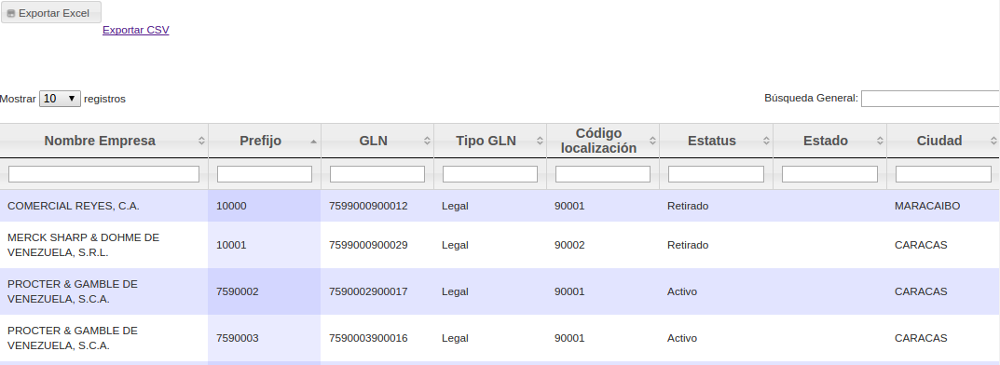 Exportar Excel
Exportar CSV
Mostrar 10 registros
Búsqueda General:
Nombre Empresa Prefijo GLN Tipo GLN Código localización Estatus Estado Ciudad
COMERCIAL REYES, C.A. 10000 7599000900012 Legal 90001 Retirado MARACAIBO
MERCK SHARP & DOHME DE
VENEZUELA, S.R.L. 10001 7599000900029 Legal 90002 Retirado CARACAS
PROCTER & GAMBLE DE
VENEZUELA, S.C.A. 7590002 7590002900017 Legal 90001 Activo CARACAS
PROCTER & GAMBLE DE
VENEZUELA, S.C.A. 7590003 7590003900016 Legal 90001 Activo CARACAS